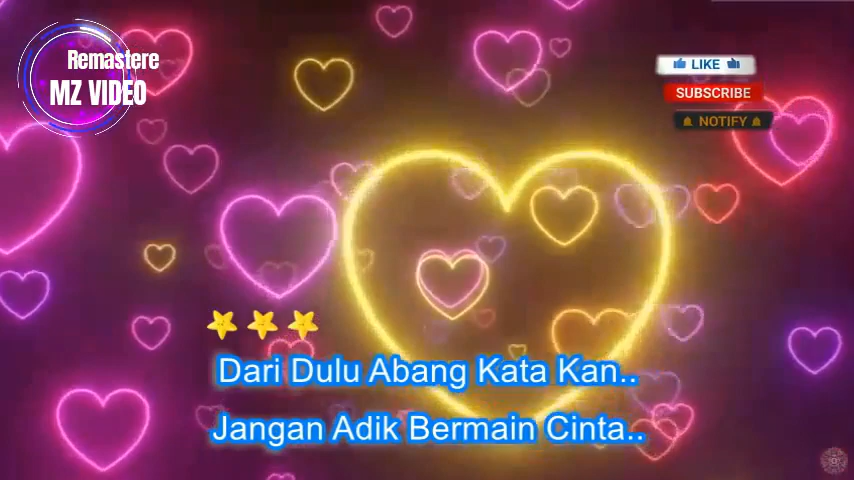 Remastere
MZ VIDEO
LIKE
SUBSCRIBE
NOTIFY
Dari Dulu Abang Kata Kan..
Jangan Adik Bermain Cinta..